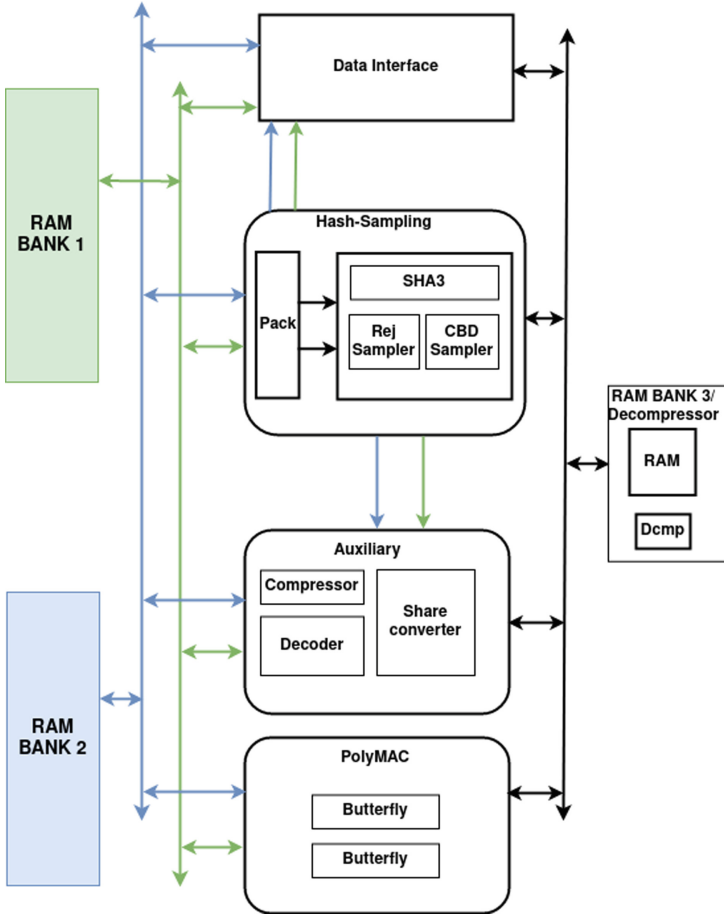 Data Interface
RAM
BANK 1
Hash-Sampling
Pack
SHA3
Rej
Sampler
CBD
Sampler
RAM BANK 3/
Decompressor
RAM
Dcmp
Auxiliary
Compressor
Decoder
Share
converter
RAM
BANK 2
PolyMAC
Butterfly
Butterfly